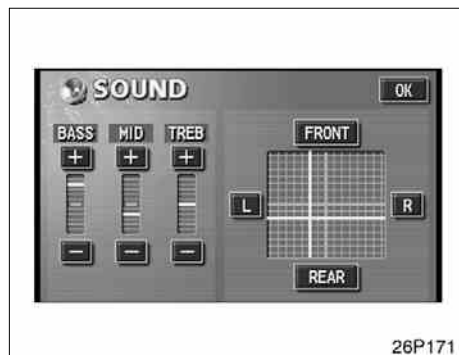 SOUND OK
BASS MID TREB FRONT
+ + +
L R
− − −
REAR
26P171